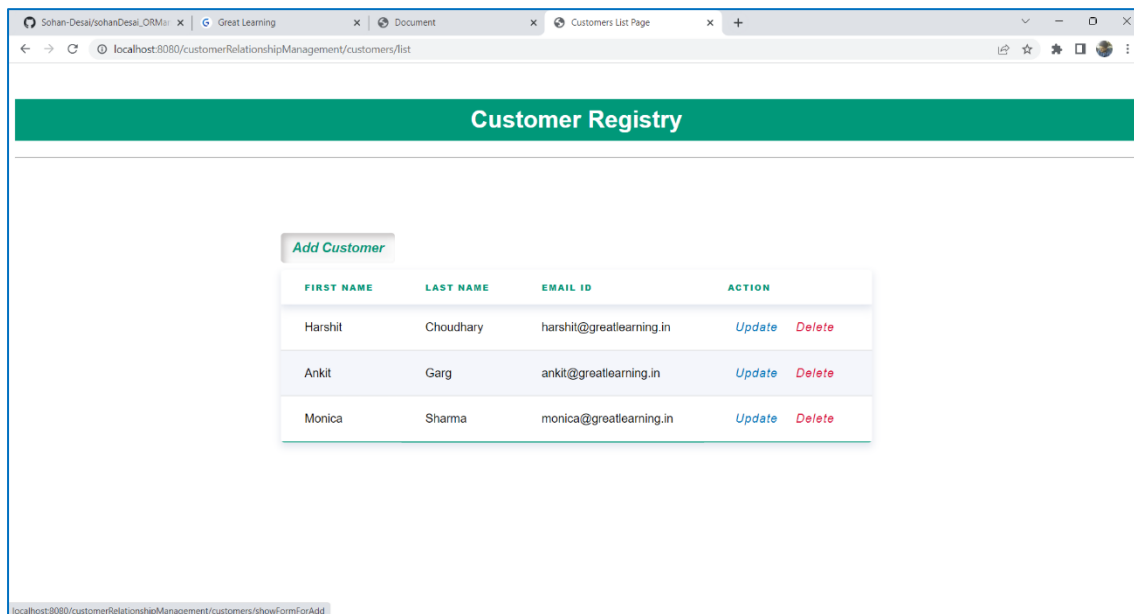 Sohan-Desai/sohanDesai_ORMa Great Learning Document Customers List Page
localhost:8080/customerRelationshipManagement/customers/list
Customer Registry
Add Customer
FIRST NAME LAST NAME EMAIL ID ACTION
Harshit Choudhary harshit@greatlearning.in Update Delete
Ankit Garg ankit@greatlearning.in Update Delete
Monica Sharma monica@greatlearning.in Update Delete
localhost:8080/customerRelationshipManagement/customers/showFormForAdd